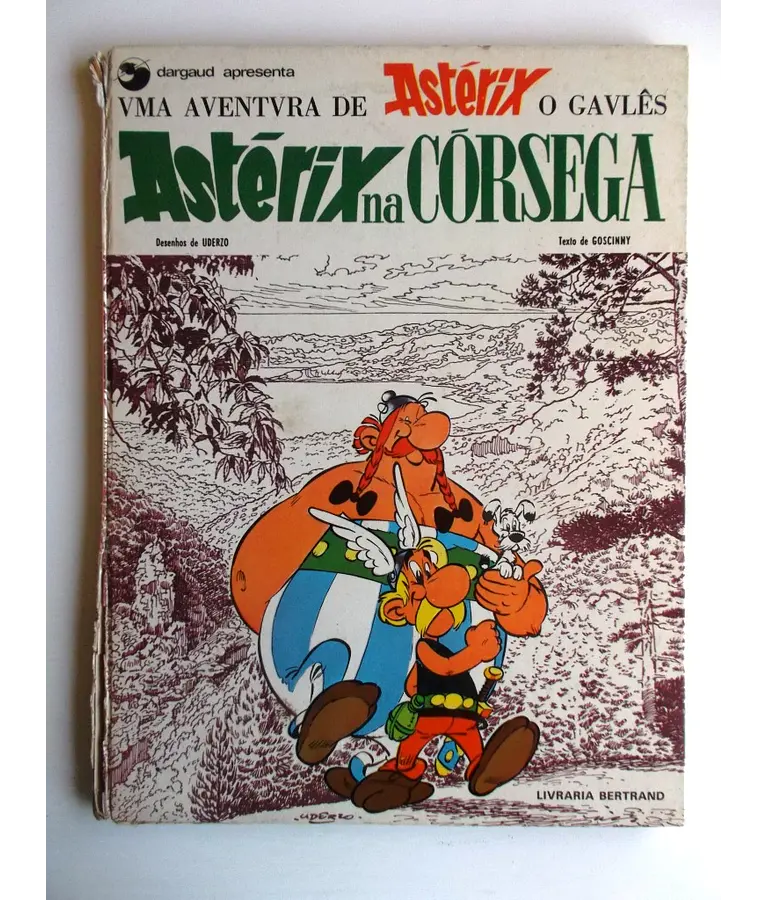 dargaud apresenta
VMA AVENTVRA DE Astérix O GAVLÊS
Astérix na CÓRSEGA
Desenhos de UDERZO Texto de GOSCINNY
LIVRARIA BERTRAND
UDERZO